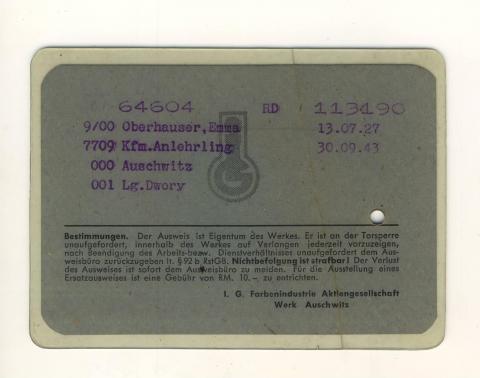 64604 RD 113190
9/00 Oberhauser,Emma 13.07.27
7709 Kfm.Anlehrling 30.09.43
000 Auschwitz
001 Lg.Dwory
Bestimmungen. Der Ausweis ist Eigentum des Werkes. Er ist an der Torsperre
unaufgefordert, innerhalb des Werkes auf Verlangen jederzeit vorzuzeigen,
nach Beendigung des Arbeits-bezw. Dienstverhältnisses unaufgefordert dem Aus-
weisbüro zurückzugeben lt. § 92 b RstGB. Nichtbefolgung ist strafbar! Der Verlust
des Ausweises ist sofort dem Ausweisbüro zu meiden. Für die Ausstellung eines
Ersatzausweises ist eine Gebühr von RM. 10.- zu entrichten.
I. G. Farbenindustrie Aktiengesellschaft
Werk Auschwitz